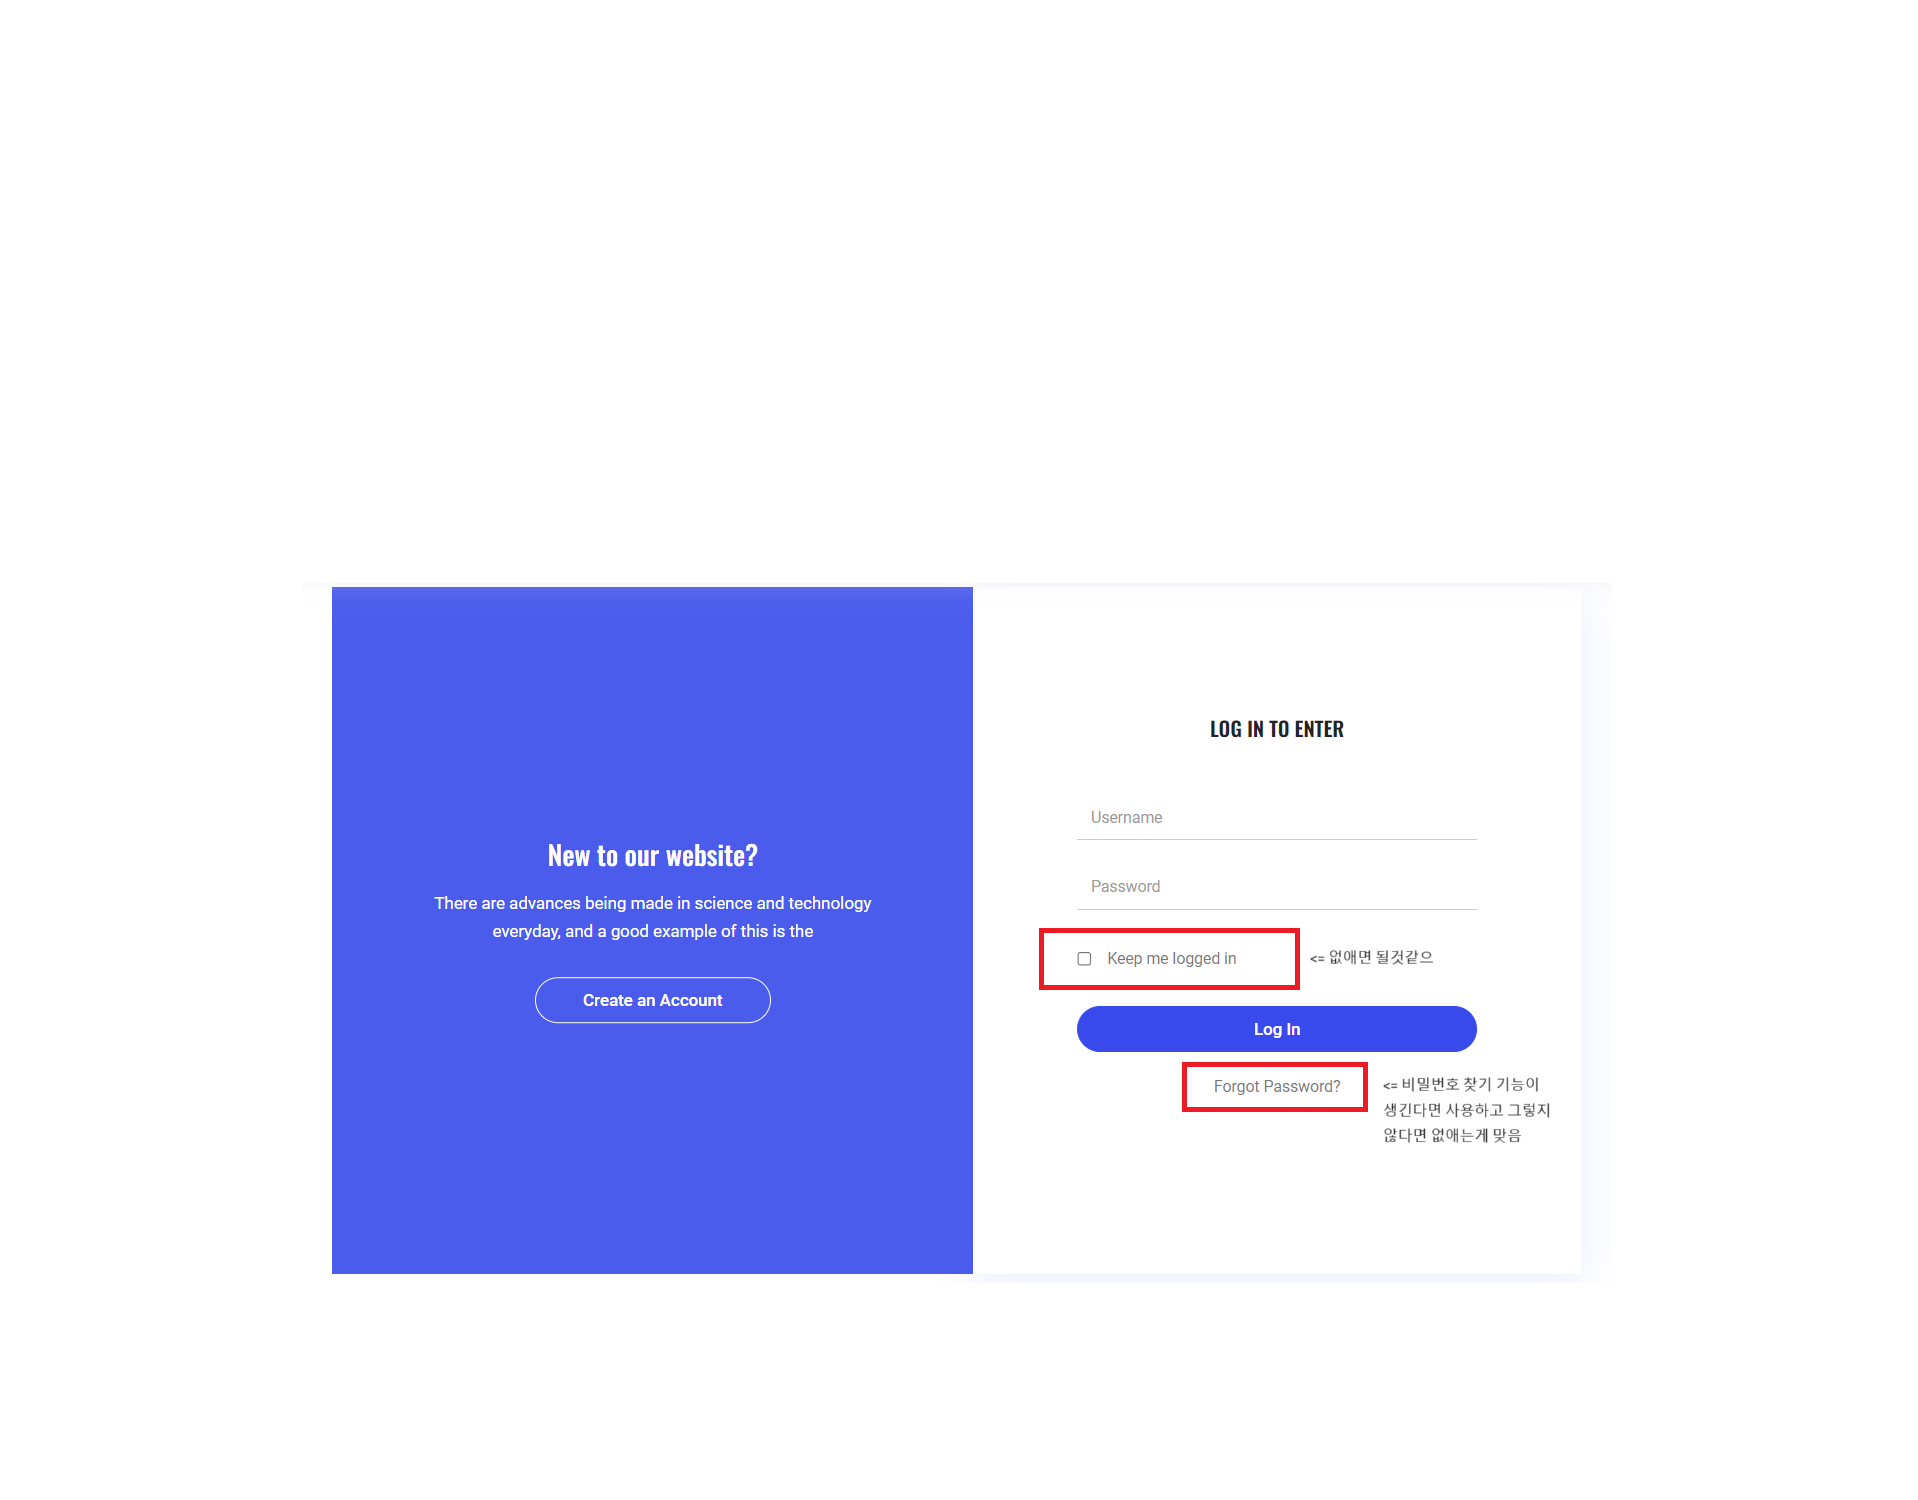 New to our website?
There are advances being made in science and technology
everyday, and a good example of this is the
Create an Account
LOG IN TO ENTER
Username
Password
Keep me logged in
<= 없애면 될것같으
Log In
Forgot Password?
<= 비밀번호 찾기 기능이
생긴다면 사용하고 그렇지
않다면 없애는게 맞음